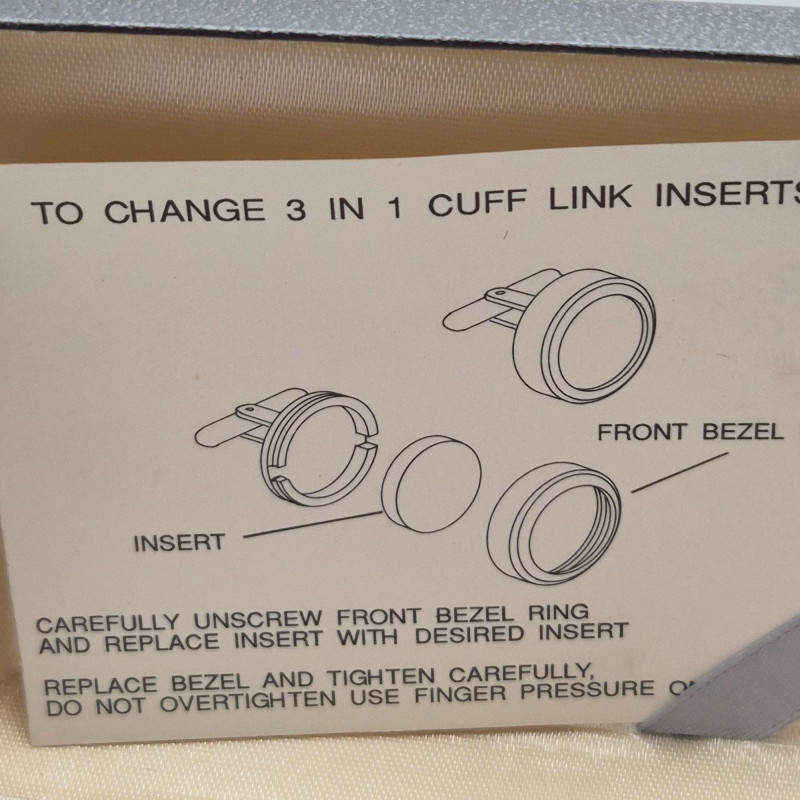 TO CHANGE 3 IN 1 CUFF LINK INSERTS
FRONT BEZEL
INSERT
CAREFULLY UNSCREW FRONT BEZEL RING
AND REPLACE INSERT WITH DESIRED INSERT
REPLACE BEZEL AND TIGHTEN CAREFULLY,
DO NOT OVERTIGHTEN USE FINGER PRESSURE